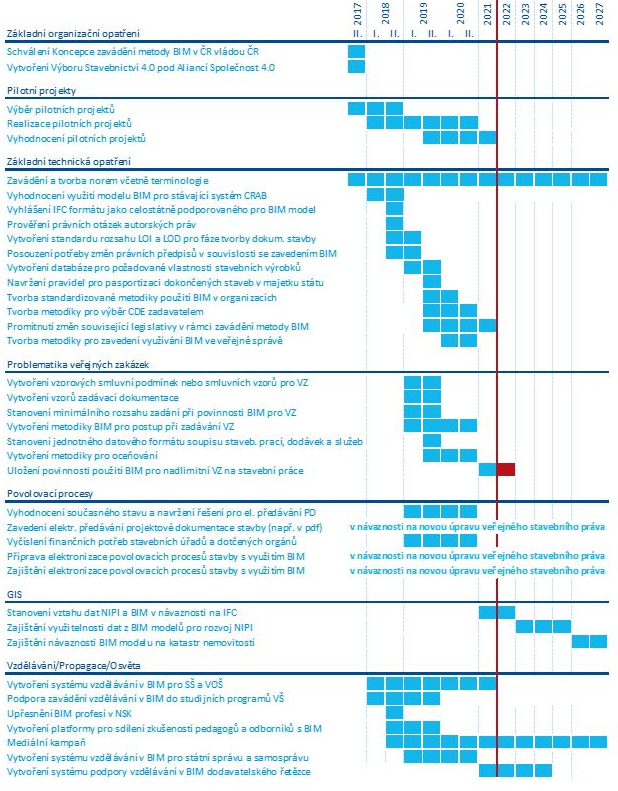 2017 2018 2019 2020 2021 2022 2023 2024 2025 2026 2027
Základní organizační opatření II. I. II. I. II. I. II.
Schválení Koncepce zavádění metody BIM v ČR vládou ČR
Vytvoření Výboru Stavebnictví 4.0 pod Aliancí Společnost 4.0
Pilotní projekty
Výběr pilotních projektů
Realizace pilotních projektů
Vyhodnocení pilotních projektů
Základní technická opatření
Zavádění a tvorba norem včetně terminologie
Vyhodnocení využití modelu BIM pro stávající systém CRAB
Vyhlášení IFC formátu jako celostátně podporovaného pro BIM model
Prověření právních otázek autorských práv
Vytvoření standardu rozsahu LOI a LOD pro fáze tvorby dokum. stavby
Posouzení potřeby změn právních předpisů v souvislosti se zavedením BIM
Vytvoření databáze pro požadované vlastnosti stavebních výrobků
Navržení pravidel pro pasportizaci dokončených staveb v majetku státu
Tvorba standardizované metodiky použití BIM v organizacích
Tvorba metodiky pro výběr CDE zadavatelem
Promítnutí změn související legislativy v rámci zavádění metody BIM
Tvorba metodiky pro zavedení využívání BIM ve veřejné správě
Problematika veřejných zakázek
Vytvoření vzorových smluvní podmínek nebo smluvních vzorů pro VZ
Vytvoření vzorů zadávací dokumentace
Stanovení minimálního rozsahu zadání při povinnosti BIM pro VZ
Vytvoření metodiky BIM pro postup při zadávání VZ
Stanovení jednotného datového formátu soupisu staveb. prací, dodávek a služeb
Vytvoření metodiky pro oceňování
Uložení povinnosti použití BIM pro nadlimitní VZ na stavební práce
Povolovací procesy
Vyhodnocení současného stavu a navržení řešení pro el. předávání PD
Zavedení elektr. předávání projektové dokumentace stavby (např. v pdf) v návaznosti na novou úpravu veřejného stavebního práva
Vyčíslení finančních potřeb stavebních úřadů a dotčených orgánů
Příprava elektronizace povolovacích procesů stavby s využitím BIM v návaznosti na novou úpravu veřejného stavebního práva
Zajištění elektronizace povolovacích procesů stavby s využitím BIM v návaznosti na novou úpravu veřejného stavebního práva
GIS
Stanovení vztahu dat NIPI a BIM v návaznosti na IFC
Zajištění využitelnosti dat z BIM modelů pro rozvoj NIPI
Zajištění návaznosti BIM modelu na katastr nemovitostí
Vzdělávání/Propagace/Osvěta
Vytvoření systému vzdělávání v BIM pro SŠ a VOŠ
Podpora zavádění vzdělávání v BIM do studijních programů VŠ
Upřesnění BIM profesí v NSK
Vytvoření platformy pro sdílení zkušeností pedagogů a odborníků s BIM
Mediální kampaň
Vytvoření systému vzdělávání v BIM pro státní správu a samosprávu
Vytvoření systému podpory vzdělávání v BIM dodavatelského řetězce